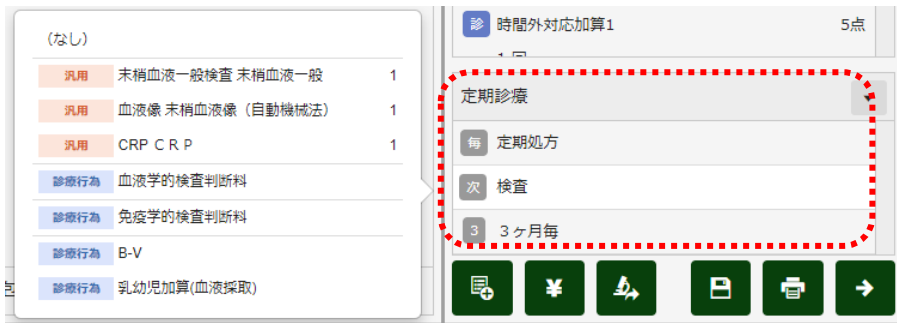 (なし)
汎用 末梢血液一般検査 末梢血液一般 1
汎用 血液像 末梢血液像（自動機械法） 1
汎用 CRP ＣＲＰ 1
診療行為 血液学的検査判断料
診療行為 免疫学的検査判断料
診療行為 B-V
診療行為 乳幼児加算(血液採取)
診 時間外対応加算1 5点
定期診療
毎 定期処方
次 検査
3 ３ヶ月毎
¥